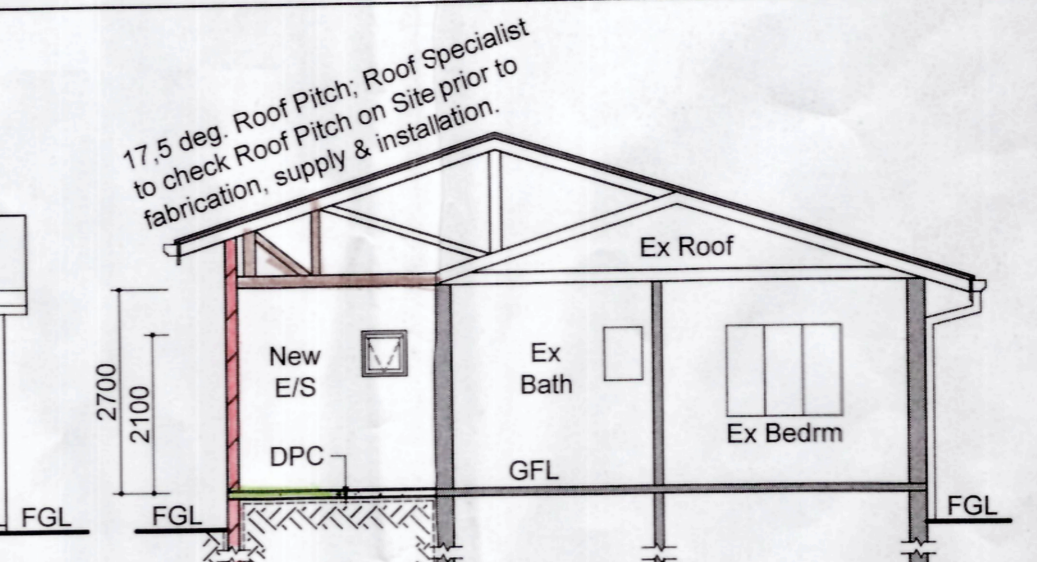 17,5 deg. Roof Pitch; Roof Specialist
to check Roof Pitch on Site prior to
fabrication, supply & installation.
Ex Roof
New
E/S
Ex
Bath
Ex Bedrm
2700
2100
DPC
GFL
FGL
FGL
FGL